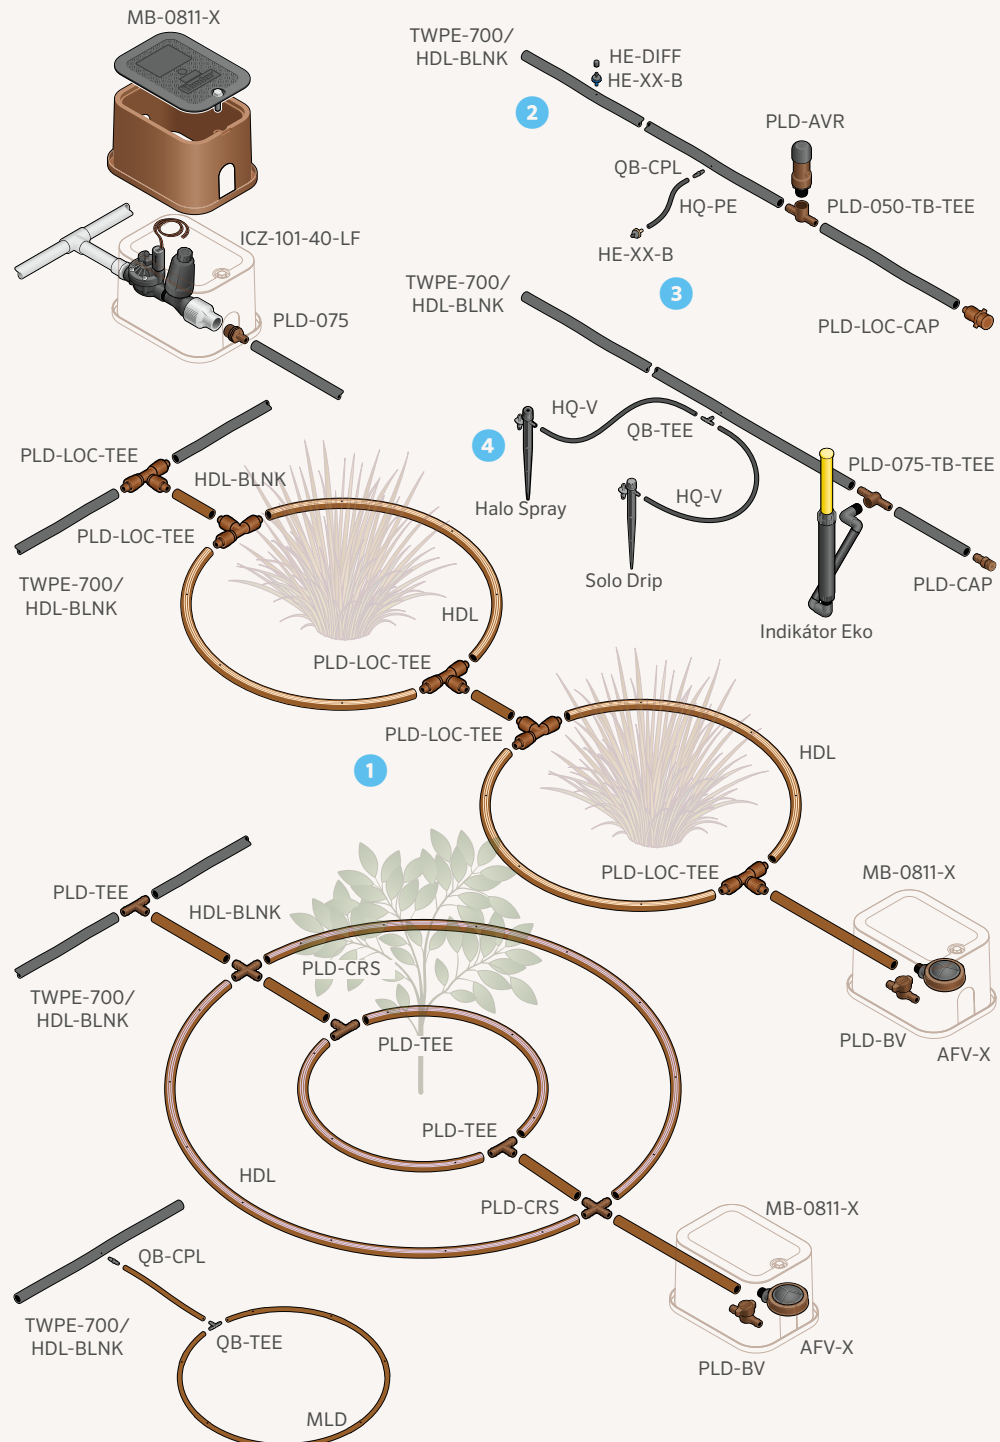 MB-0811-X
TWPE-700/
HDL-BLNK
HE-DIFF
HE-XX-B
2
PLD-AVR
QB-CPL
HQ-PE
PLD-050-TB-TEE
HE-XX-B
ICZ-101-40-LF
PLD-075
TWPE-700/
HDL-BLNK
3
PLD-LOC-CAP
HQ-V
QB-TEE
4
PLD-LOC-TEE
HDL-BLNK
PLD-075-TB-TEE
HQ-V
Halo Spray
PLD-LOC-TEE
Solo Drip
TWPE-700/
HDL-BLNK
PLD-CAP
HDL
Indikátor Eko
PLD-LOC-TEE
PLD-LOC-TEE
HDL
1
PLD-LOC-TEE
MB-0811-X
PLD-TEE
HDL-BLNK
PLD-CRS
TWPE-700/
HDL-BLNK
PLD-TEE
PLD-BV
AFV-X
PLD-TEE
HDL
PLD-CRS
MB-0811-X
QB-CPL
TWPE-700/
HDL-BLNK
QB-TEE
AFV-X
PLD-BV
MLD